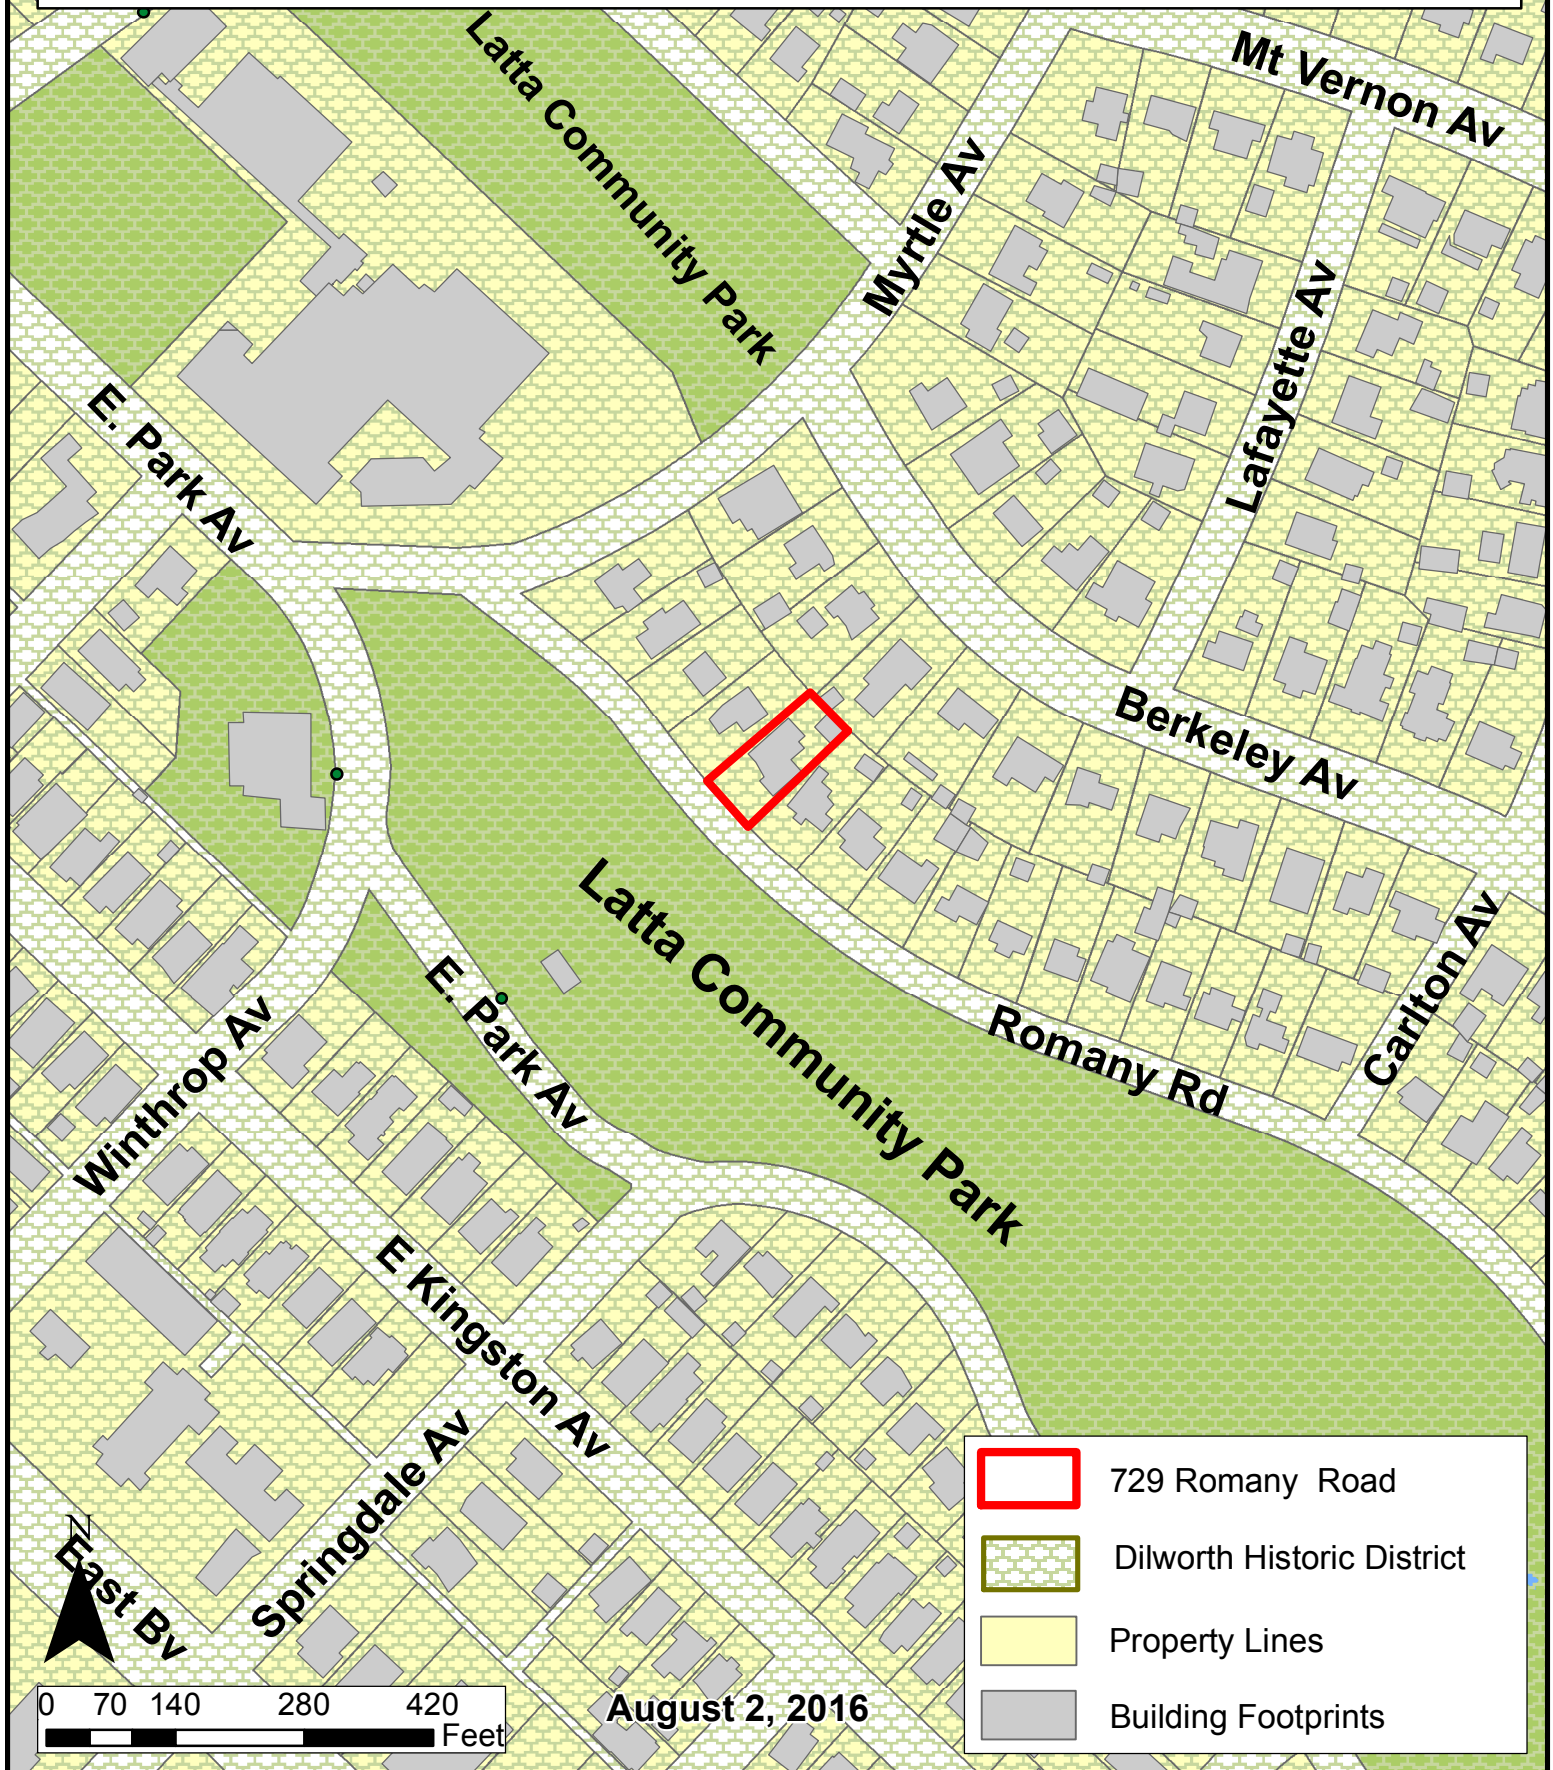 Latta Community Park
Mt Vernon Av
Myrtle Av
Lafayette Av
E. Park Av
Berkeley Av
Latta Community Park
Carlton Av
E. Park Av
Romany Rd
Winthrop Av
E Kingston Av
Springdale Av
N
East Bv
729 Romany Road
Dilworth Historic District
Property Lines
Building Footprints
0 70 140 280 420
Feet
August 2, 2016